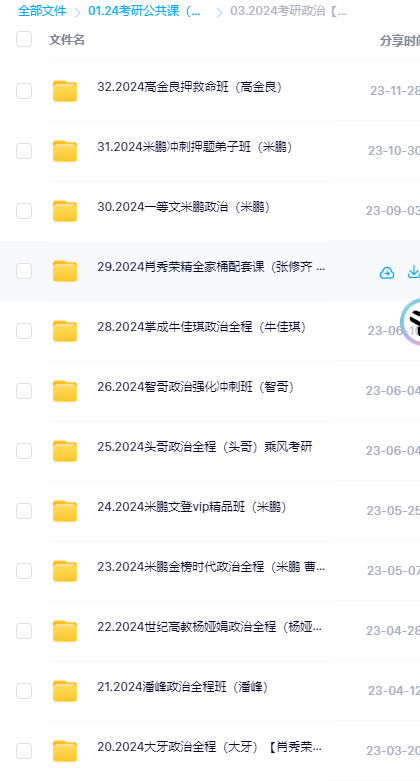 全部文件 01.24考研公共课（... 03.2024考研政治【...
文件名 分享时
32.2024高金良押救命班（高金良） 23-11-28
31.2024米鹏冲刺押题弟子班（米鹏） 23-10-30
30.2024一等文米鹏政治（米鹏） 23-09-03
29.2024肖秀荣精全家桶配套课（张修齐 ...
28.2024掌成牛佳琪政治全程（牛佳琪） 23-06-1
26.2024智哥政治强化冲刺班（智哥） 23-06-04
25.2024头哥政治全程（头哥）乘风考研 23-06-04
24.2024米鹏文登vip精品班（米鹏） 23-05-25
23.2024米鹏金榜时代政治全程（米鹏 曹... 23-05-07
22.2024世纪高教杨娅娟政治全程（杨娅... 23-04-28
21.2024潘峰政治全程班（潘峰） 23-04-12
20.2024大牙政治全程（大牙）【肖秀荣... 23-03-20